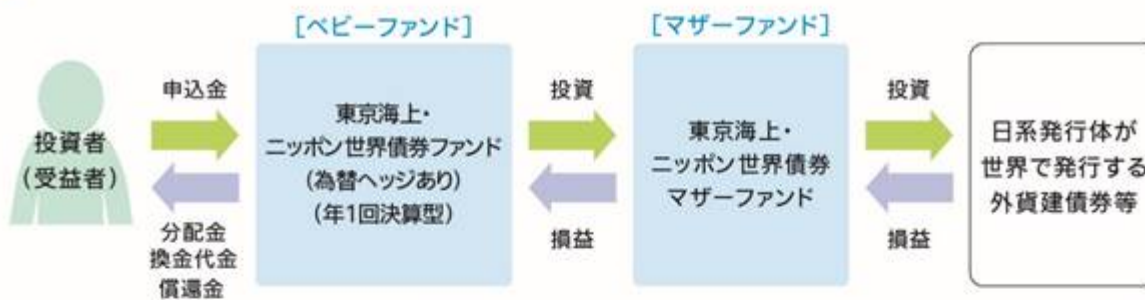 [ベビーファンド]
[マザーファンド]
投資者
(受益者)
申込金
分配金
換金代金
償還金
東京海上・
ニッポン世界債券ファンド
(為替ヘッジあり)
(年1回決算型)
投資
損益
東京海上・
ニッポン世界債券
マザーファンド
投資
損益
日系発行体が
世界で発行する
外貨建債券等